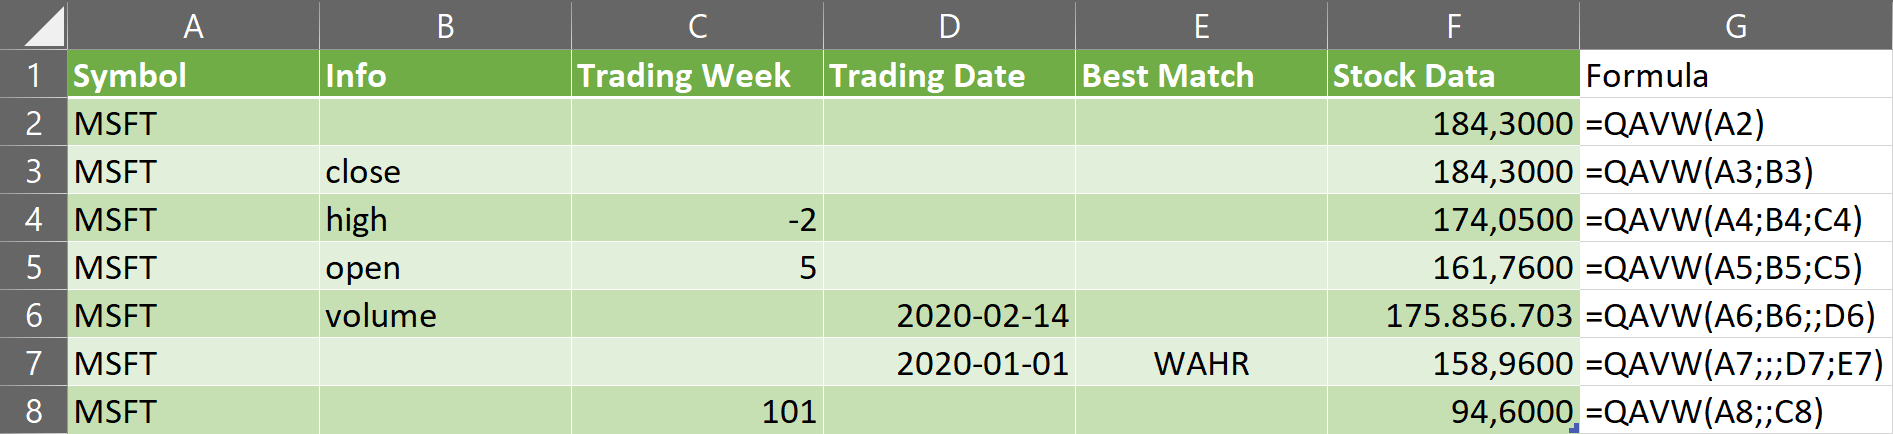 A B C D E F G
1 Symbol Info Trading Week Trading Date Best Match Stock Data Formula
2 MSFT 184,3000 =QAVW(A2)
3 MSFT close 184,3000 =QAVW(A3;B3)
4 MSFT high -2 174,0500 =QAVW(A4;B4;C4)
5 MSFT open 5 161,7600 =QAVW(A5;B5;C5)
6 MSFT volume 2020-02-14 175.856.703 =QAVW(A6;B6;;D6)
7 MSFT 2020-01-01 WAHR 158,9600 =QAVW(A7;;;D7;E7)
8 MSFT 101 94,6000 =QAVW(A8;;C8)